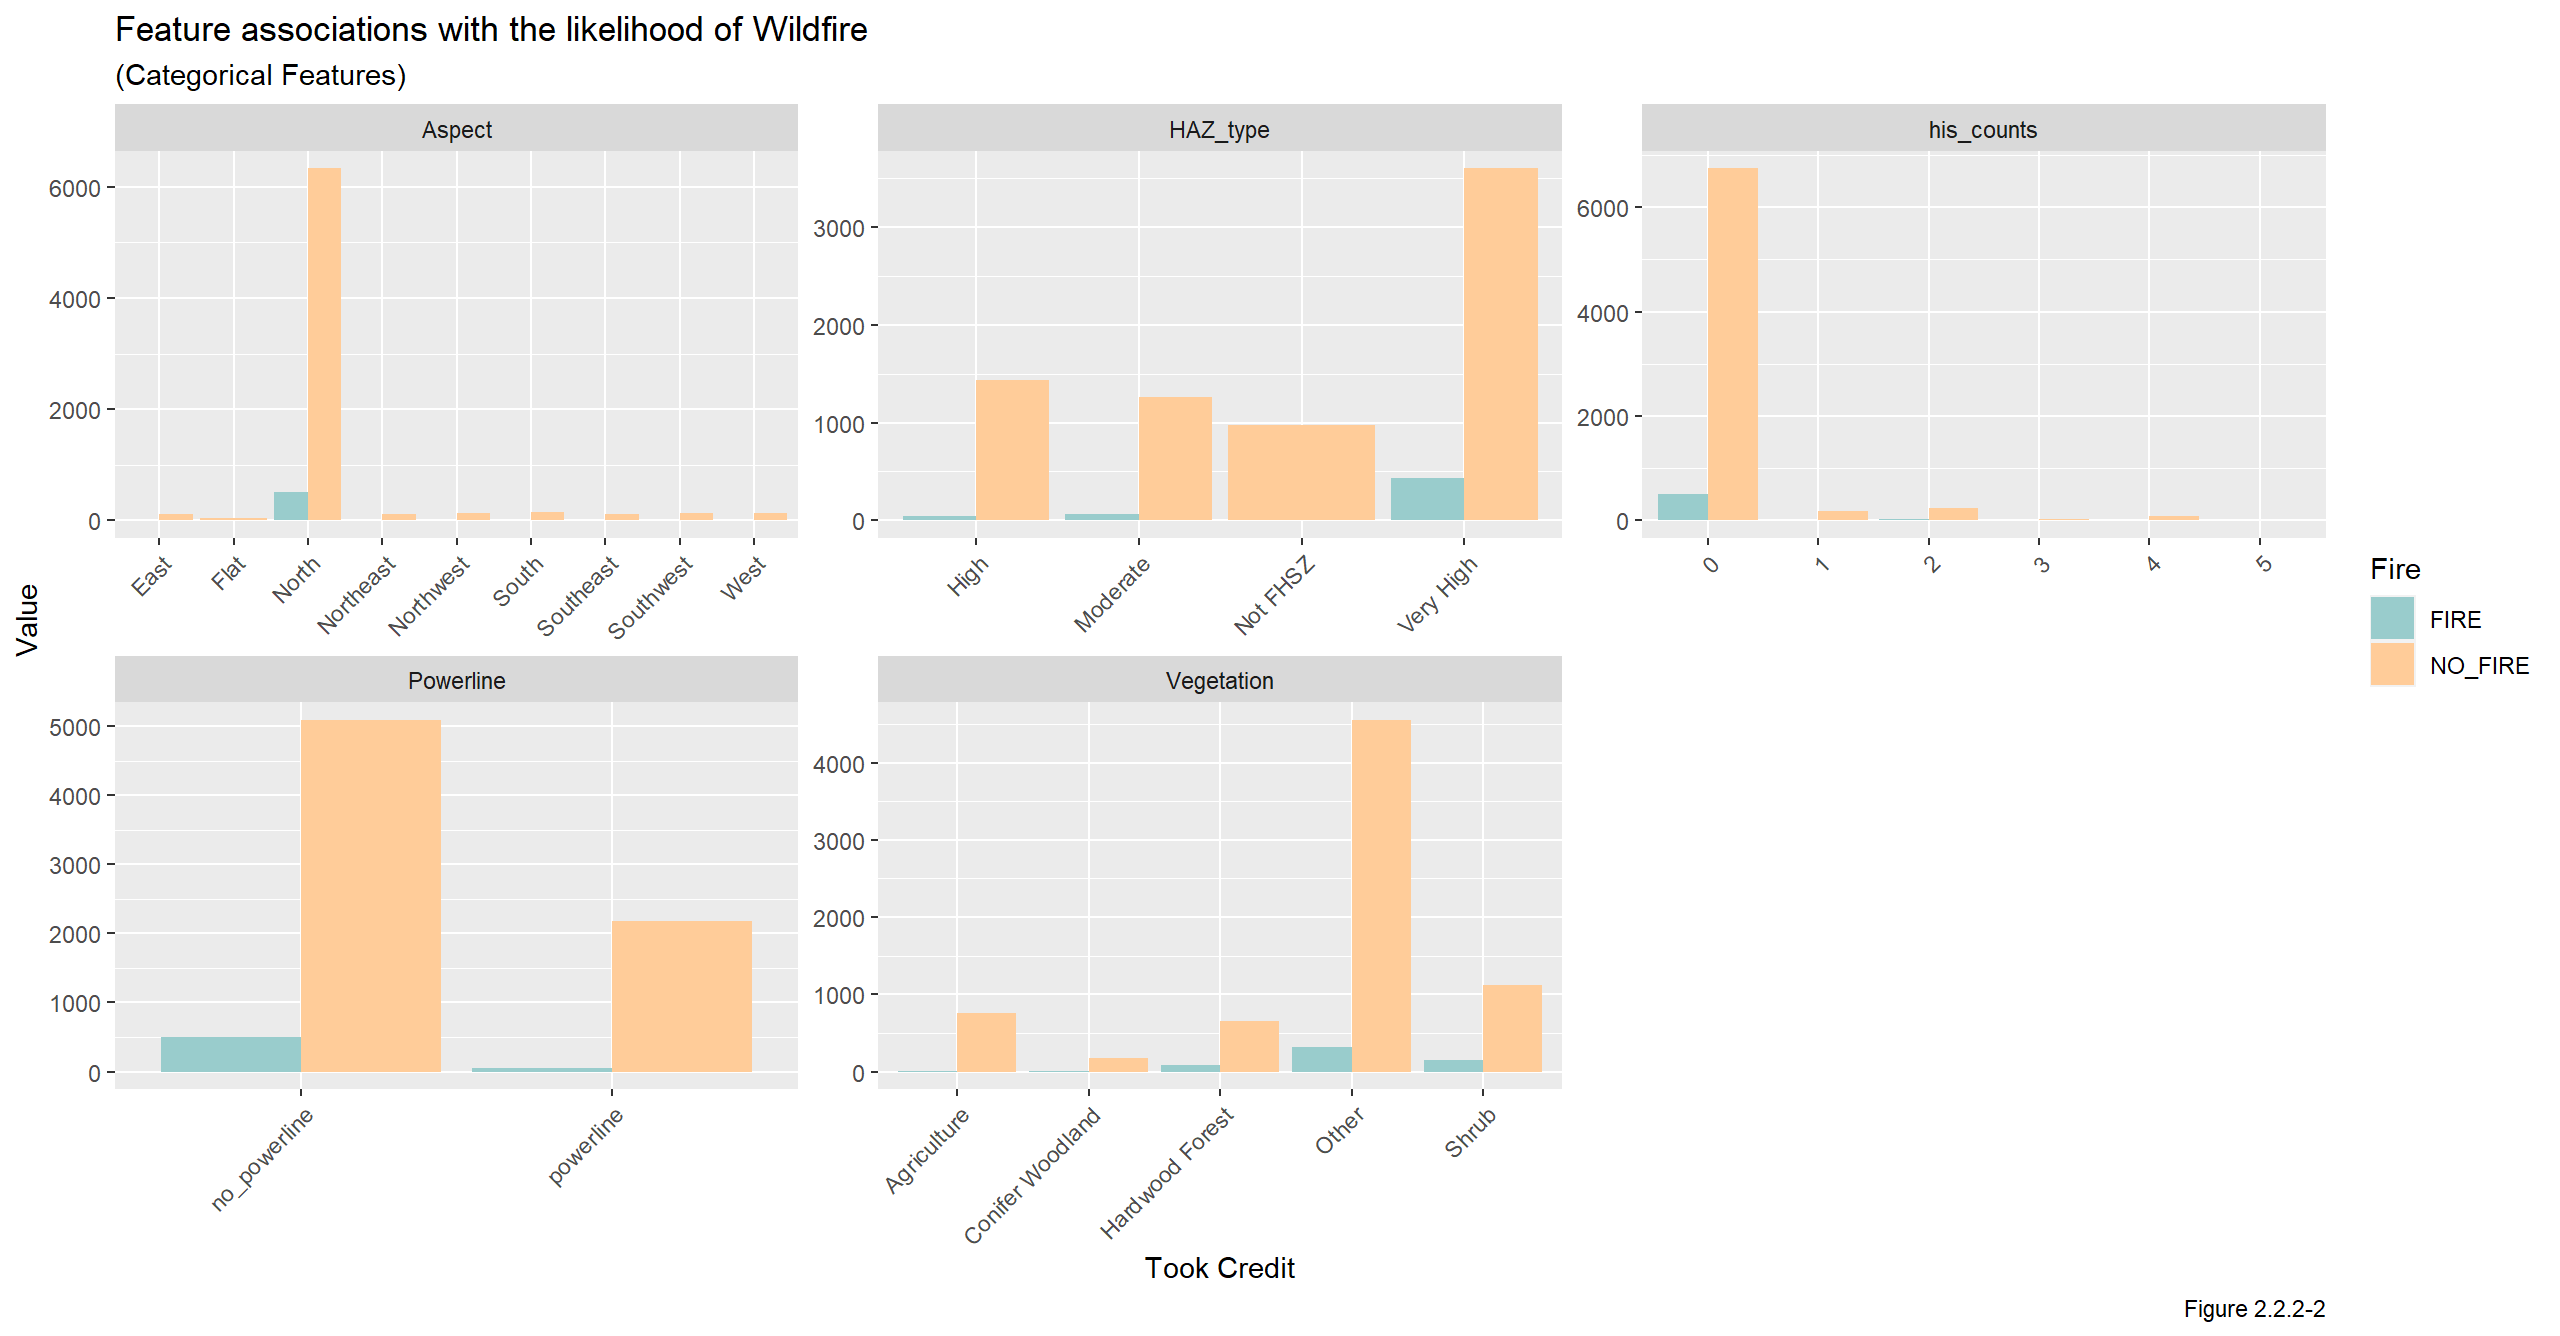 Feature associations with the likelihood of Wildfire
(Categorical Features)
Aspect
HAZ_type
his_counts
6000
4000
2000
0
East
Flat
North
Northeast
Northwest
South
Southeast
Southwest
West
3000
2000
1000
0
High
Moderate
Not FHSZ
Very High
6000
4000
2000
0
0
1
2
3
4
5
Value
Fire
FIRE
NO_FIRE
Powerline
Vegetation
5000
4000
3000
2000
1000
0
no_powerline
powerline
4000
3000
2000
1000
0
Agriculture
Conifer Woodland
Hardwood Forest
Other
Shrub
Took Credit
Figure 2.2.2-2